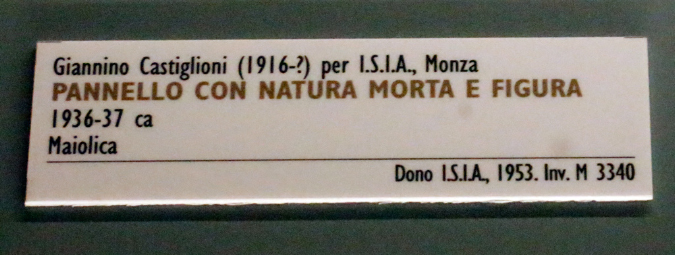 Giannino Castiglioni (1916-?) per I.S.I.A., Monza
PANNELLO CON NATURA MORTA E FIGURA
1936-37 ca
Maiolica
Dono I.S.I.A., 1953. Inv. M 3340